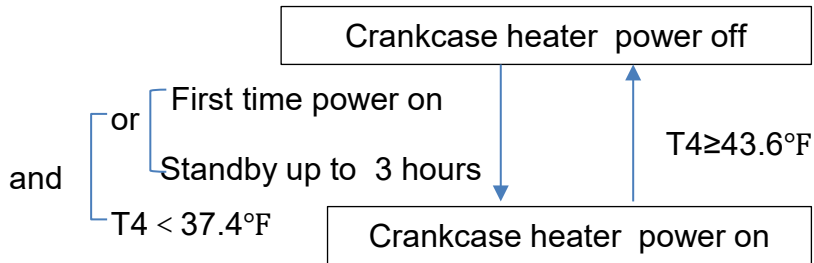 Crankcase heater power off
First time power on
or
T4≥43.6°F
Standby up to 3 hours
and
T4 < 37.4°F
Crankcase heater power on